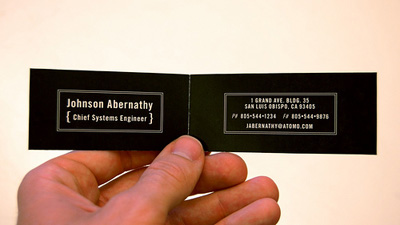 Johnson Abernathy
{ Chief Systems Engineer }
1 GRAND AVE. BLDG. 35
SAN LUIS OBISPO, CA 93405
P// 805•544•1234 F// 805•544•9876
JABERNATHY@ATOMO.COM